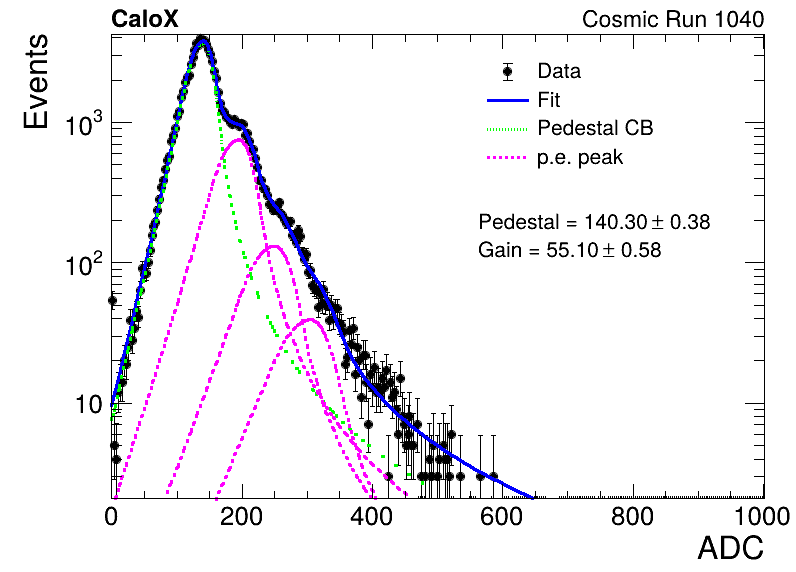 CaloX Cosmic Run 1040
Events
Data
Fit
Pedestal CB
p.e. peak
Pedestal = 140.30 ± 0.38
Gain = 55.10 ± 0.58
10³
10²
10
0 200 400 600 800 1000
ADC